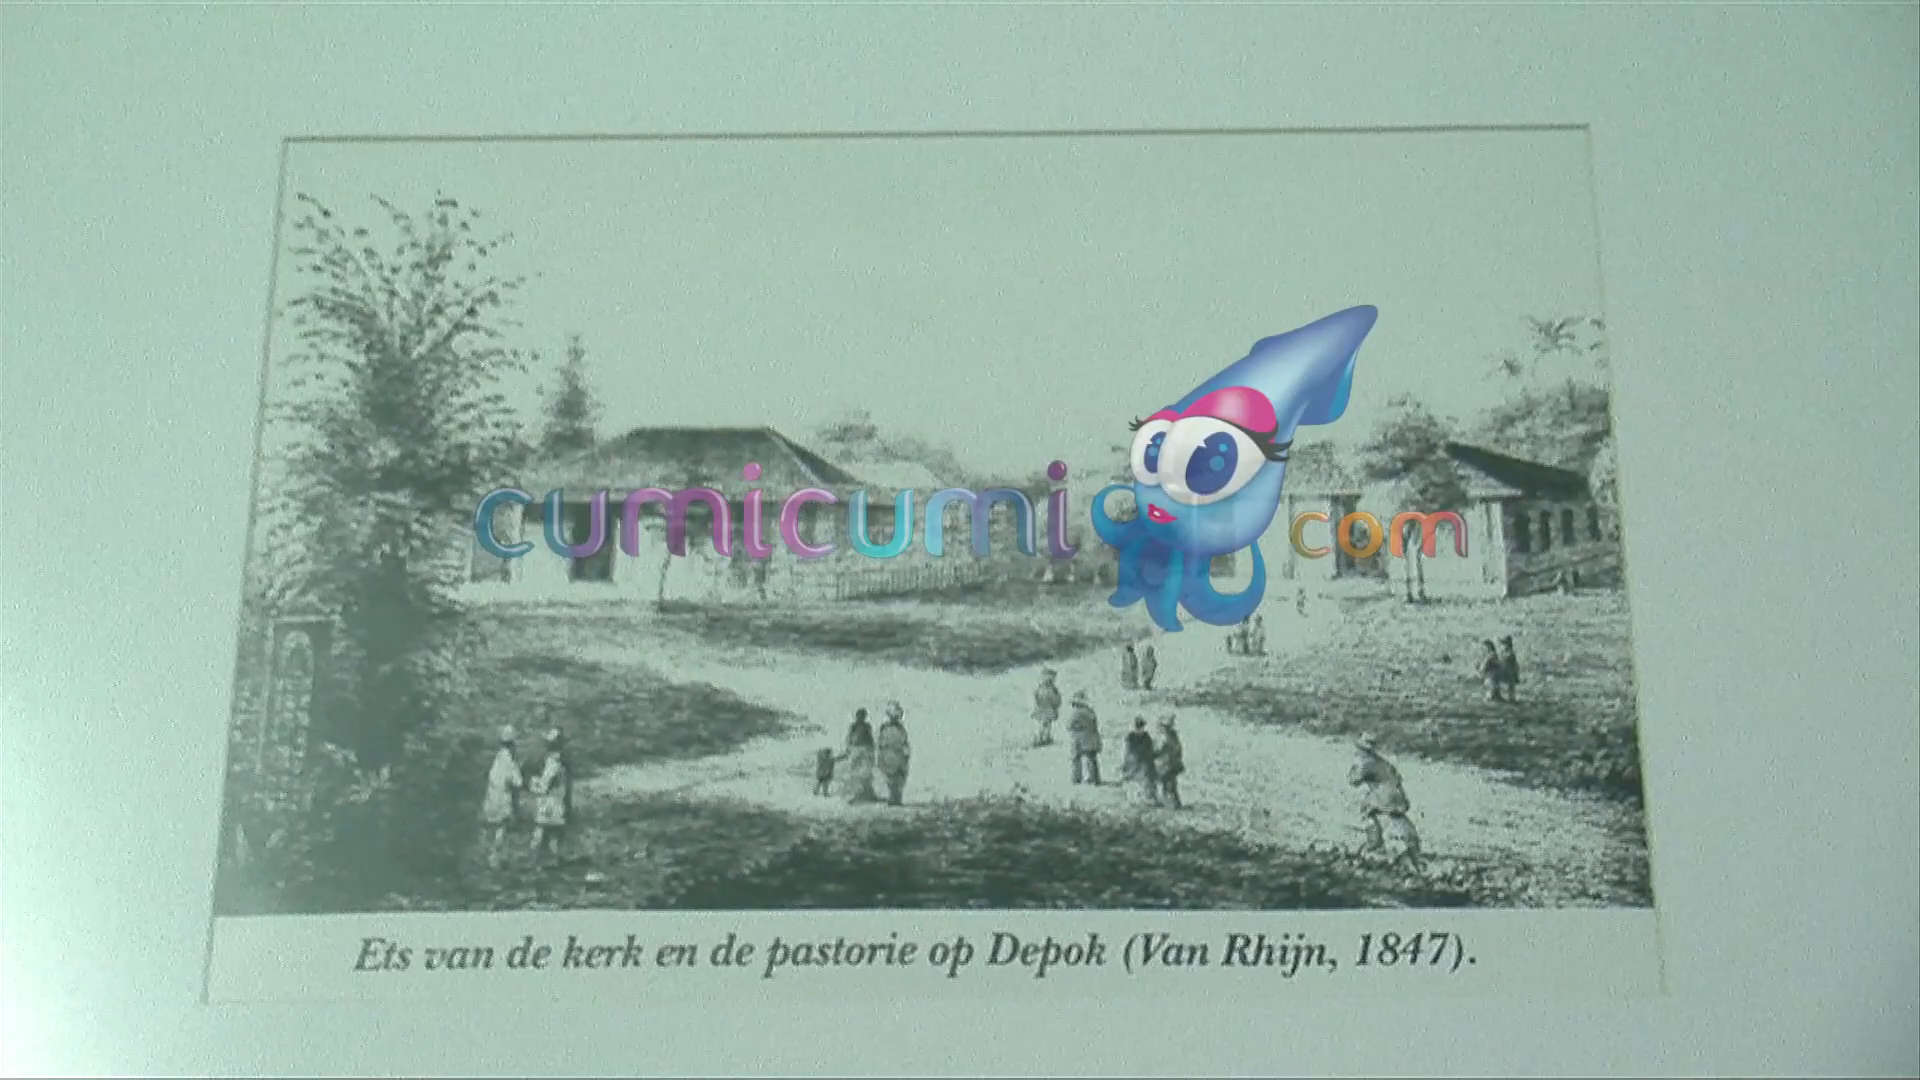 cumicumi.com
Ets van de kerk en de pastorie op Depok (Van Rhijn, 1847).